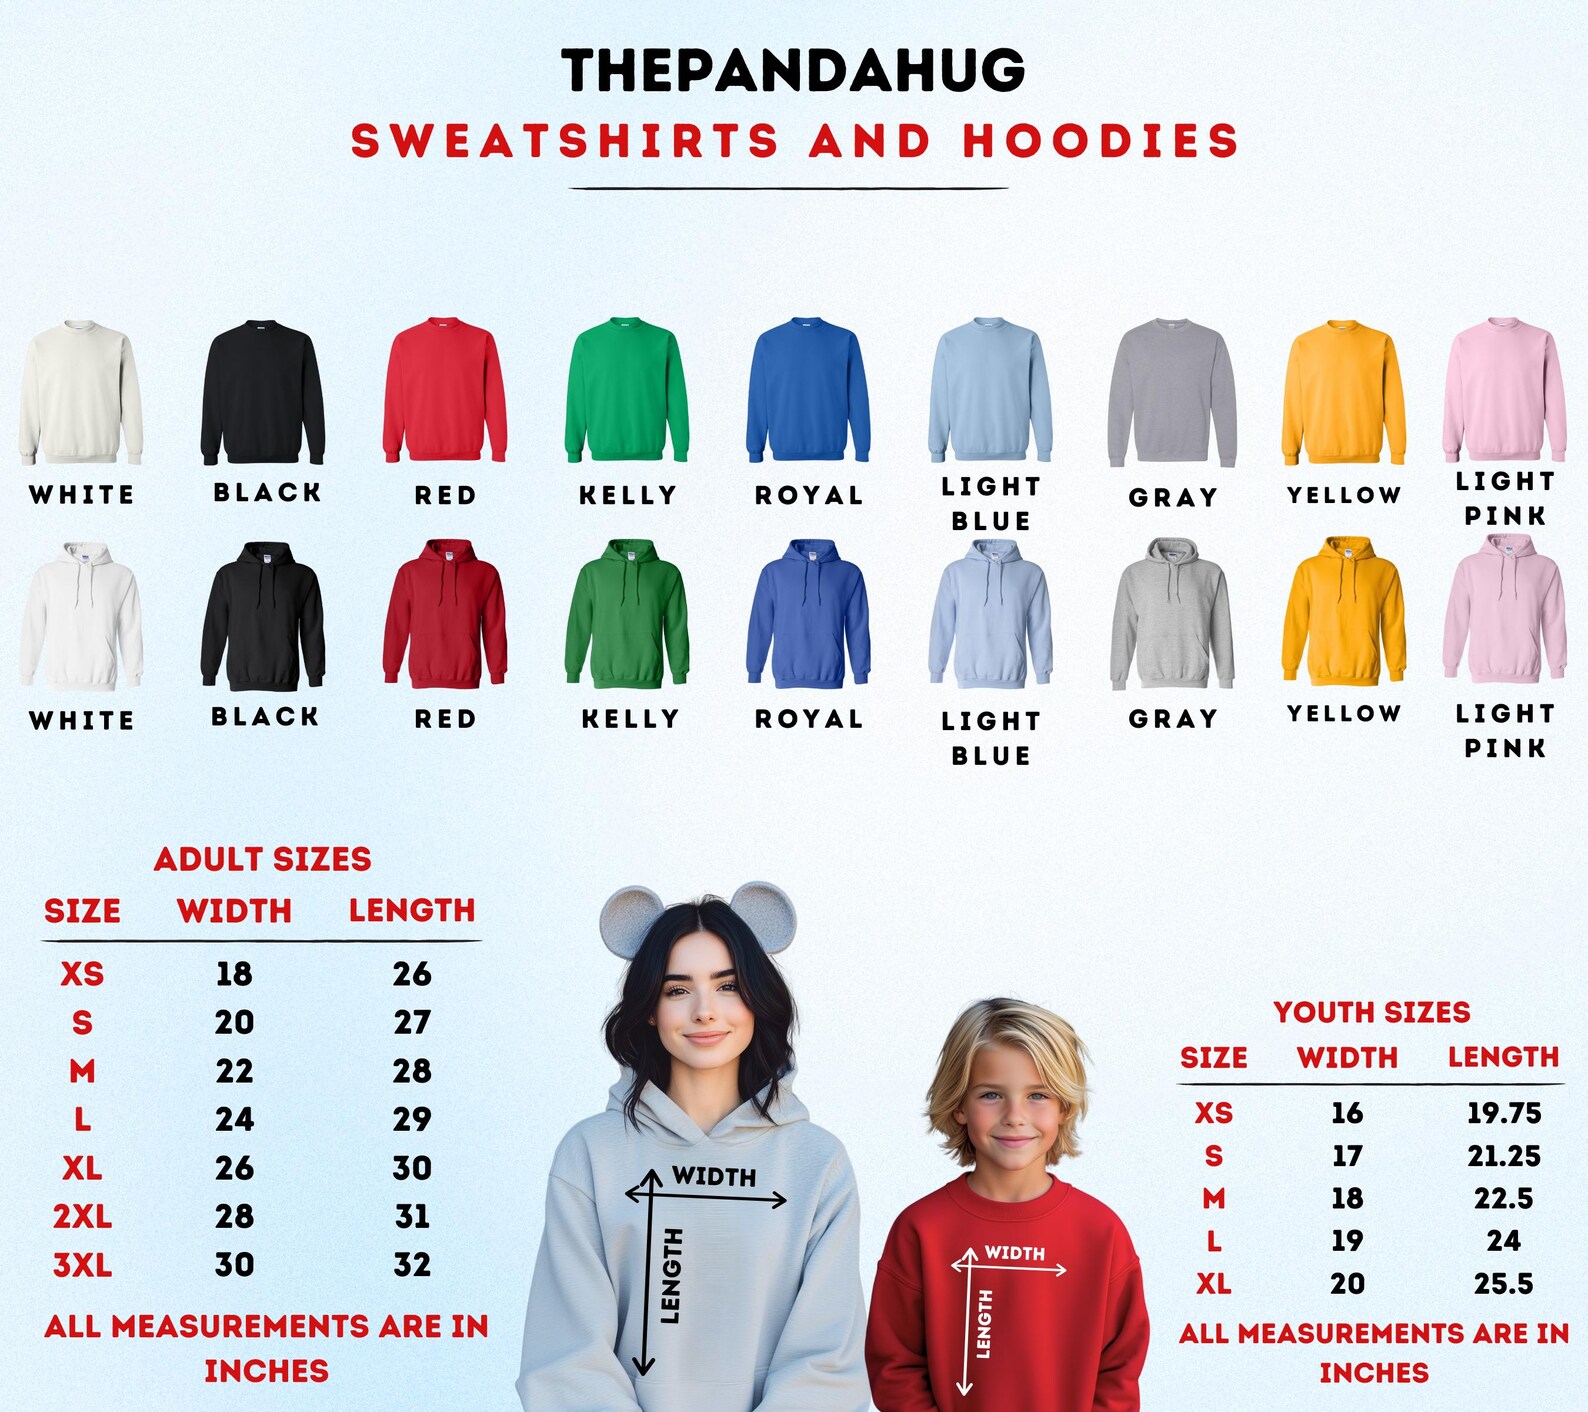 THEPANDAHUG
SWEATSHIRTS AND HOODIES
WHITE
BLACK
RED
KELLY
ROYAL
LIGHT
BLUE
GRAY
YELLOW
LIGHT
PINK
WHITE
BLACK
RED
KELLY
ROYAL
LIGHT
BLUE
GRAY
YELLOW
LIGHT
PINK
ADULT SIZES
SIZE WIDTH LENGTH
XS 18 26
S 20 27
M 22 28
L 24 29
XL 26 30
2XL 28 31
3XL 30 32
ALL MEASUREMENTS ARE IN
INCHES
WIDTH
LENGTH
WIDTH
LENGTH
YOUTH SIZES
SIZE WIDTH LENGTH
XS 16 19.75
S 17 21.25
M 18 22.5
L 19 24
XL 20 25.5
ALL MEASUREMENTS ARE IN
INCHES